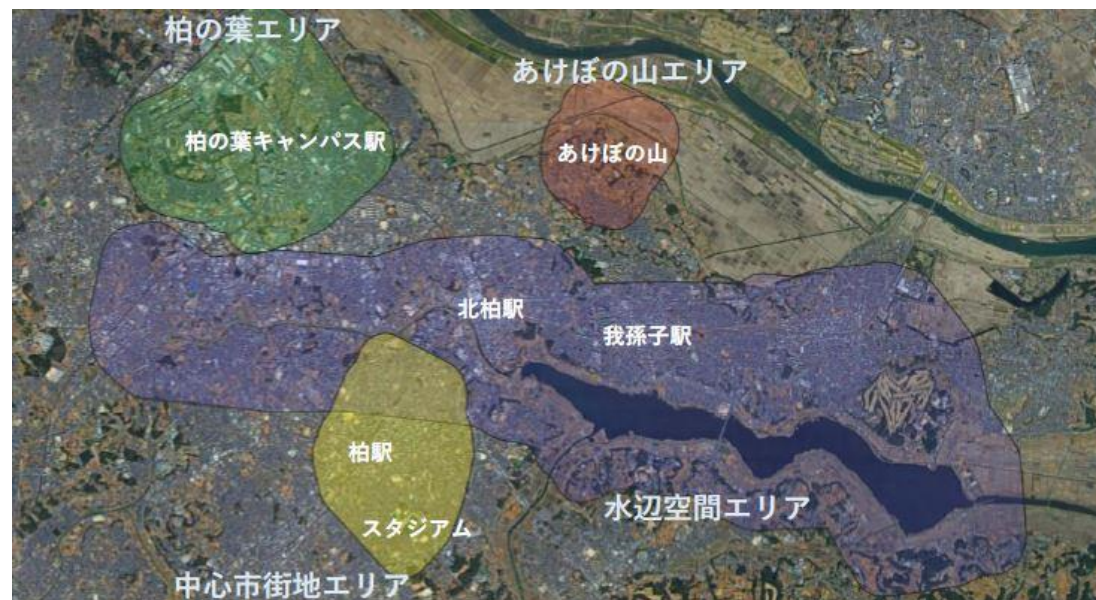 柏の葉エリア
あけぼの山エリア
柏の葉キャンパス駅
あけぼの山
北柏駅
我孫子駅
柏駅
水辺空間エリア
スタジアム
中心市街地エリア